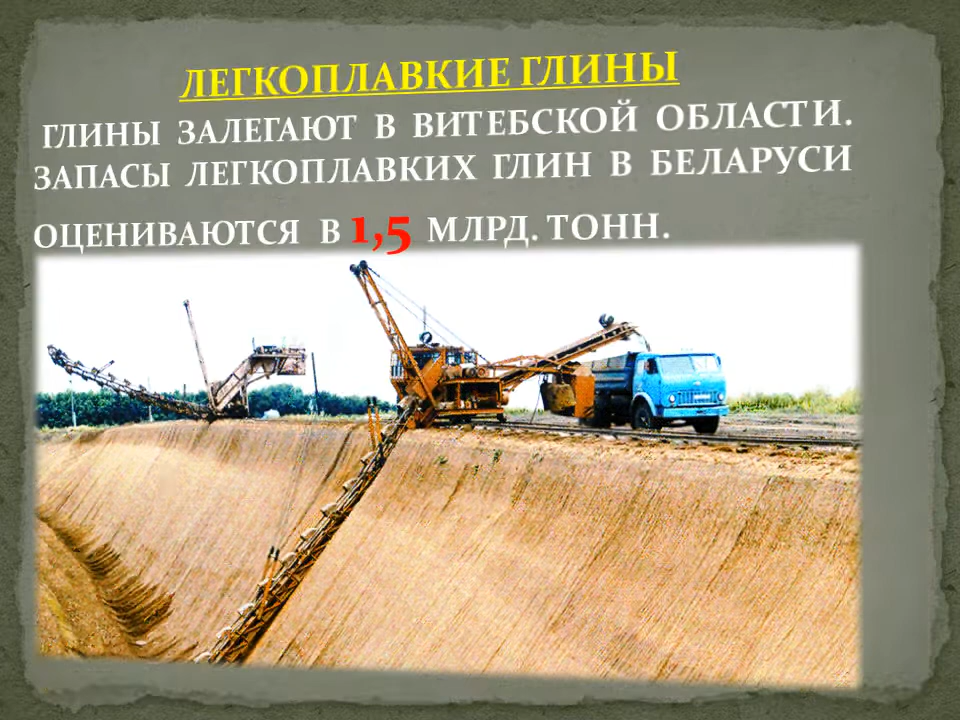 ЛЕГКОПЛАВКИЕ ГЛИНЫ
ГЛИНЫ ЗАЛЕГАЮТ В ВИТЕБСКОЙ ОБЛАСТИ.
ЗАПАСЫ ЛЕГКОПЛАВКИХ ГЛИН В БЕЛАРУСИ
ОЦЕНИВАЮТСЯ В 1,5 МЛРД. ТОНН.